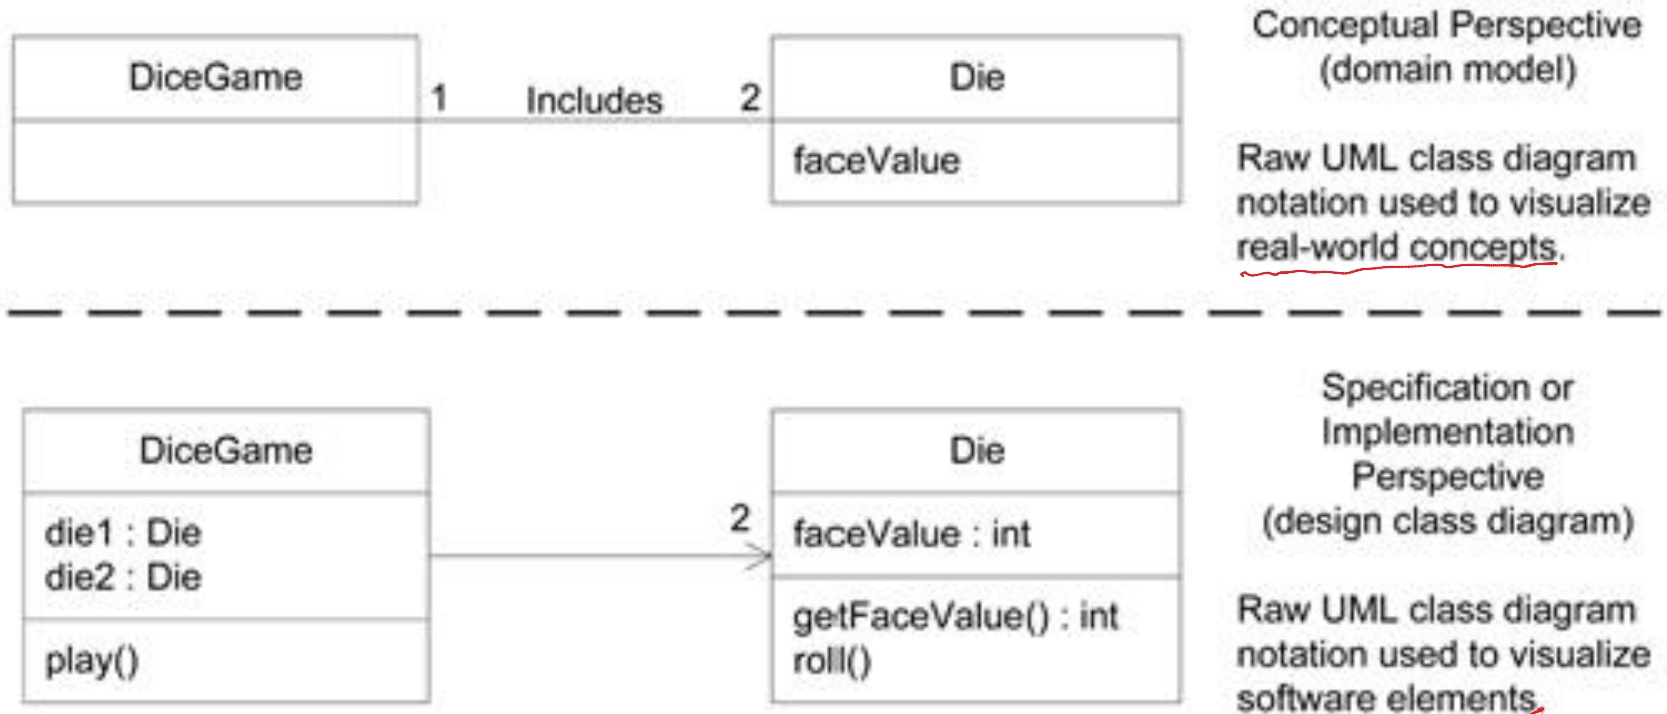 DiceGame
1 Includes 2
Die
faceValue
Conceptual Perspective
(domain model)
Raw UML class diagram
notation used to visualize
real-world concepts.
DiceGame
die1 : Die
die2 : Die
play()
2
Die
faceValue : int
getFaceValue() : int
roll()
Specification or
Implementation
Perspective
(design class diagram)
Raw UML class diagram
notation used to visualize
software elements.